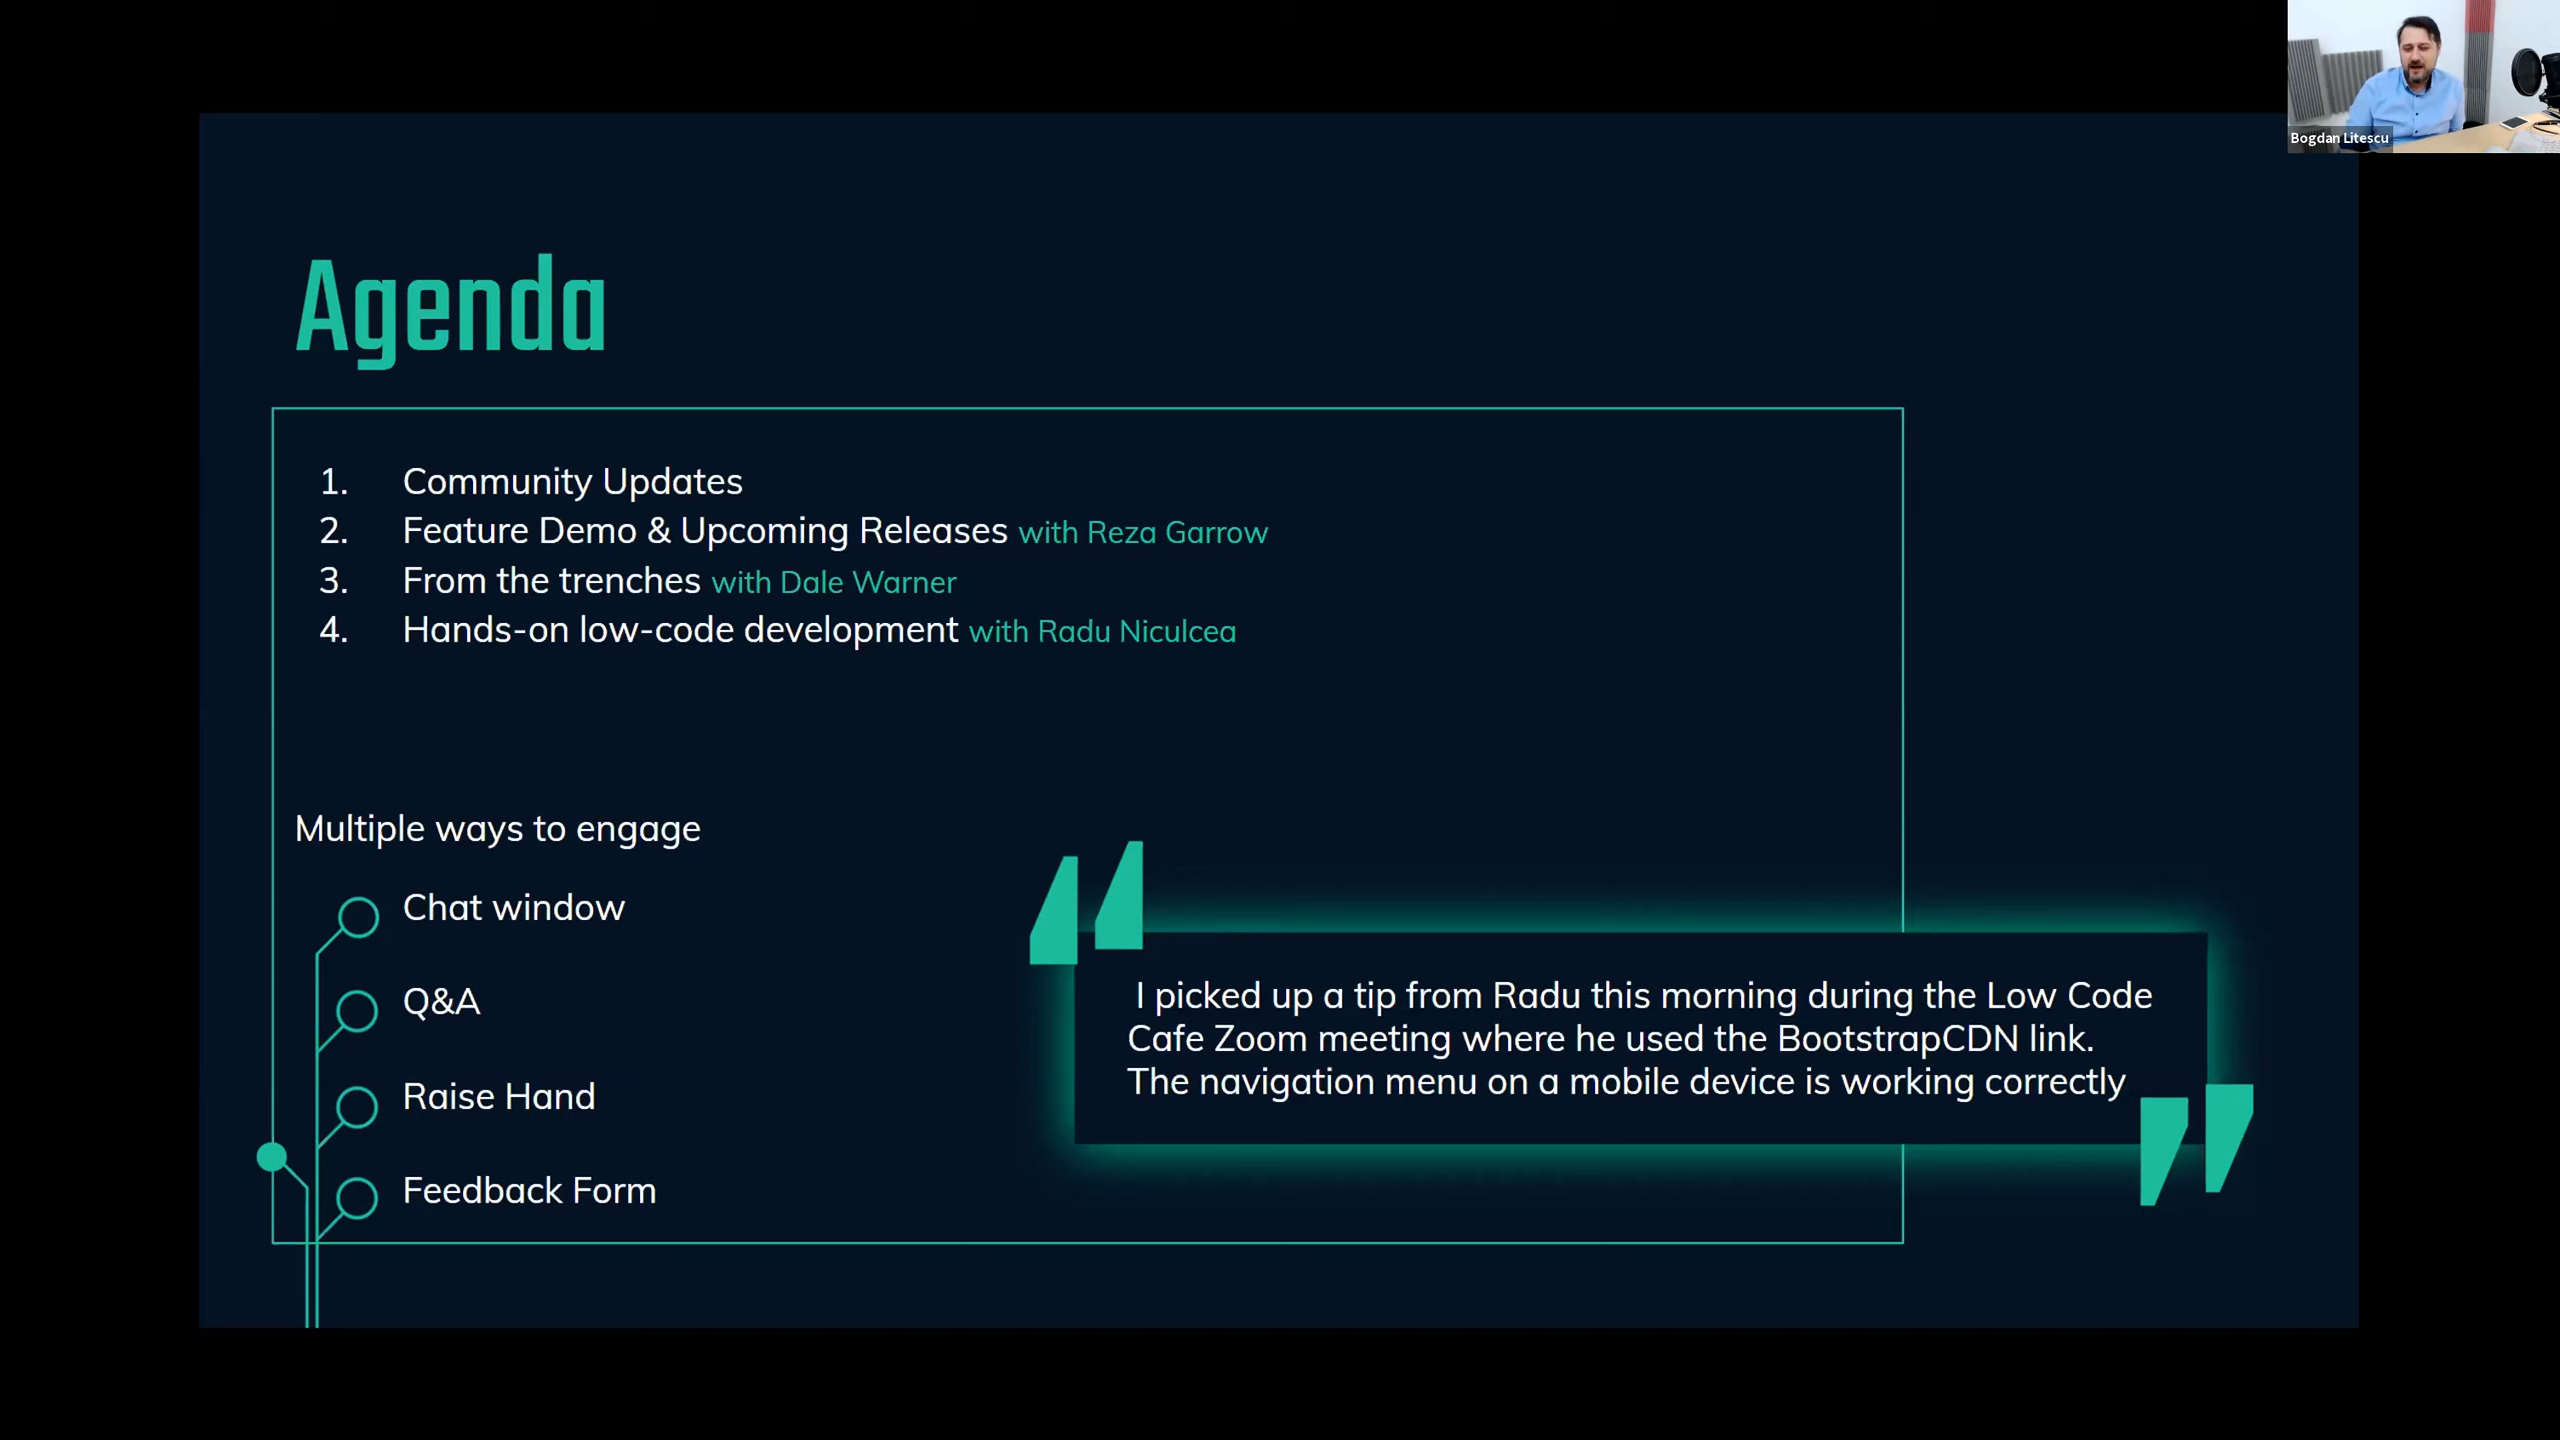 Bogdan Litescu
Agenda
1. Community Updates
2. Feature Demo & Upcoming Releases with Reza Garrow
3. From the trenches with Dale Warner
4. Hands-on low-code development with Radu Niculcea
Multiple ways to engage
Chat window
Q&A
Raise Hand
Feedback Form
I picked up a tip from Radu this morning during the Low Code
Cafe Zoom meeting where he used the BootstrapCDN link.
The navigation menu on a mobile device is working correctly